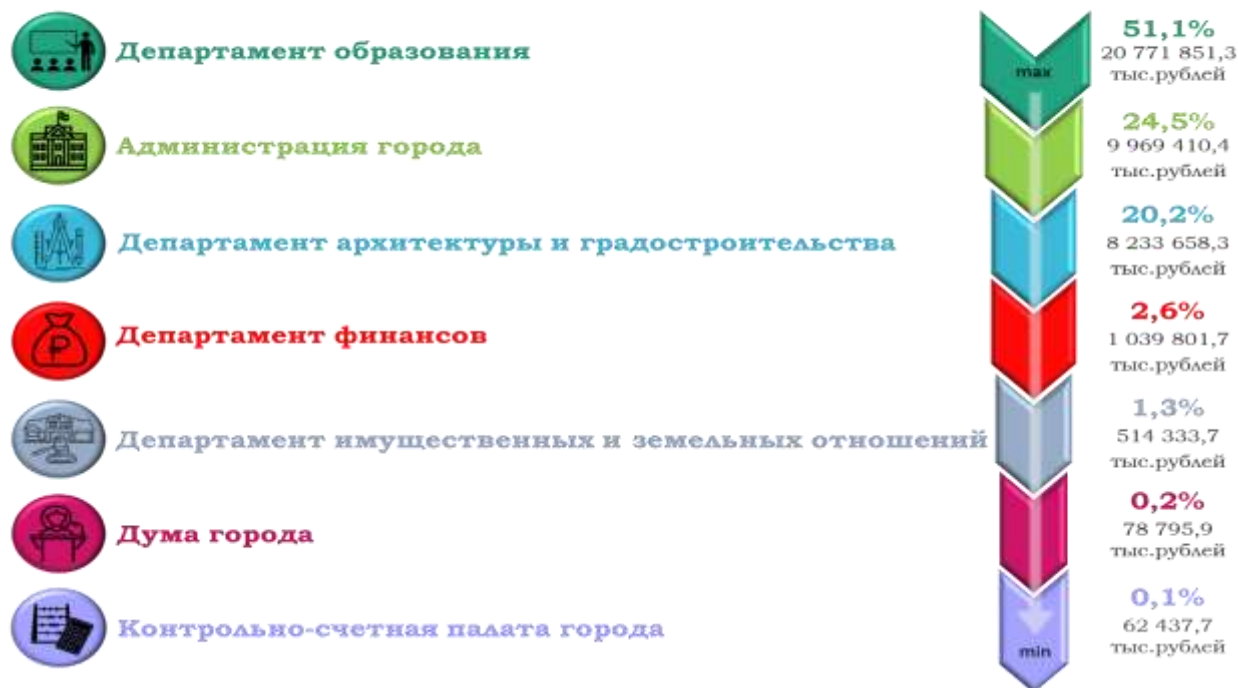 Департамент образования
max
51,1%
20 771 851,3
тыс.рублей
Администрация города
24,5%
9 969 410,4
тыс.рублей
Департамент архитектуры и градостроительства
20,2%
8 233 658,3
тыс.рублей
Департамент финансов
2,6%
1 039 801,7
тыс.рублей
Департамент имущественных и земельных отношений
1,3%
514 333,7
тыс.рублей
Дума города
0,2%
78 795,9
тыс.рублей
Контрольно-счетная палата города
min
0,1%
62 437,7
тыс.рублей